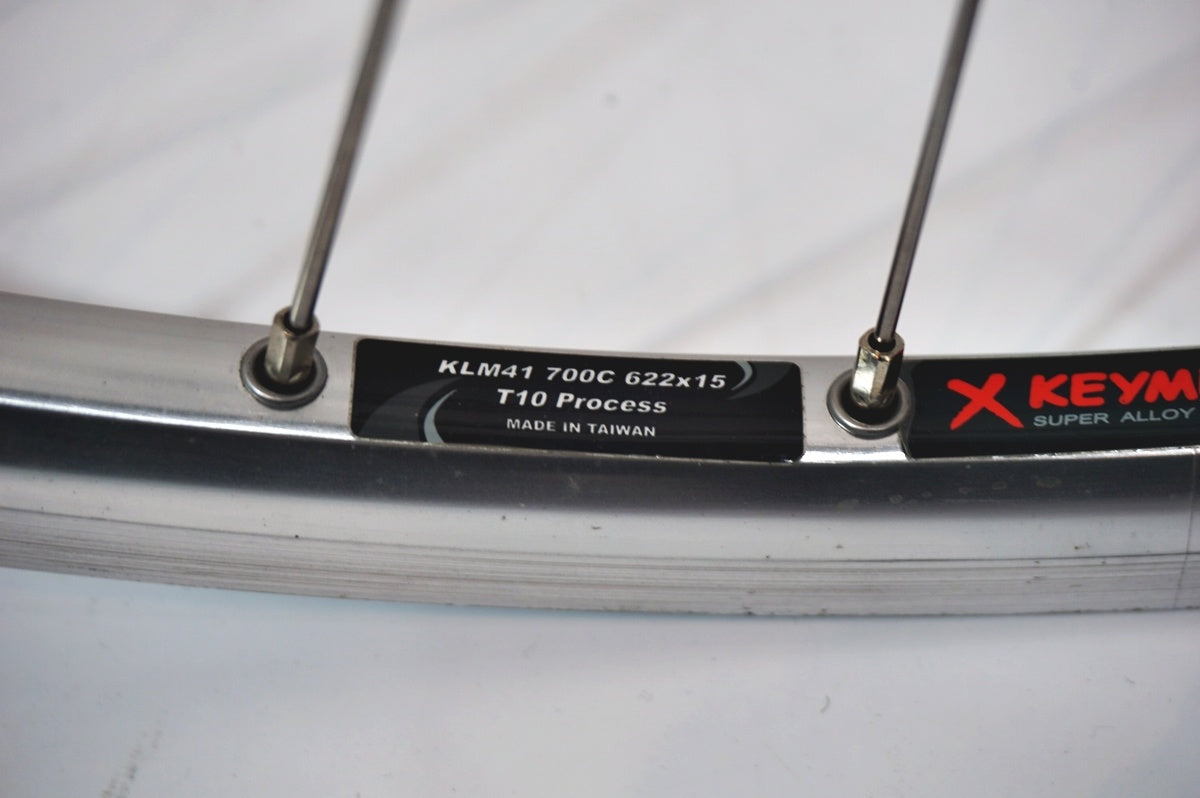 KLM41 700C 622x15
T10 Process
MADE IN TAIWAN
X KEYM
SUPER ALLOY